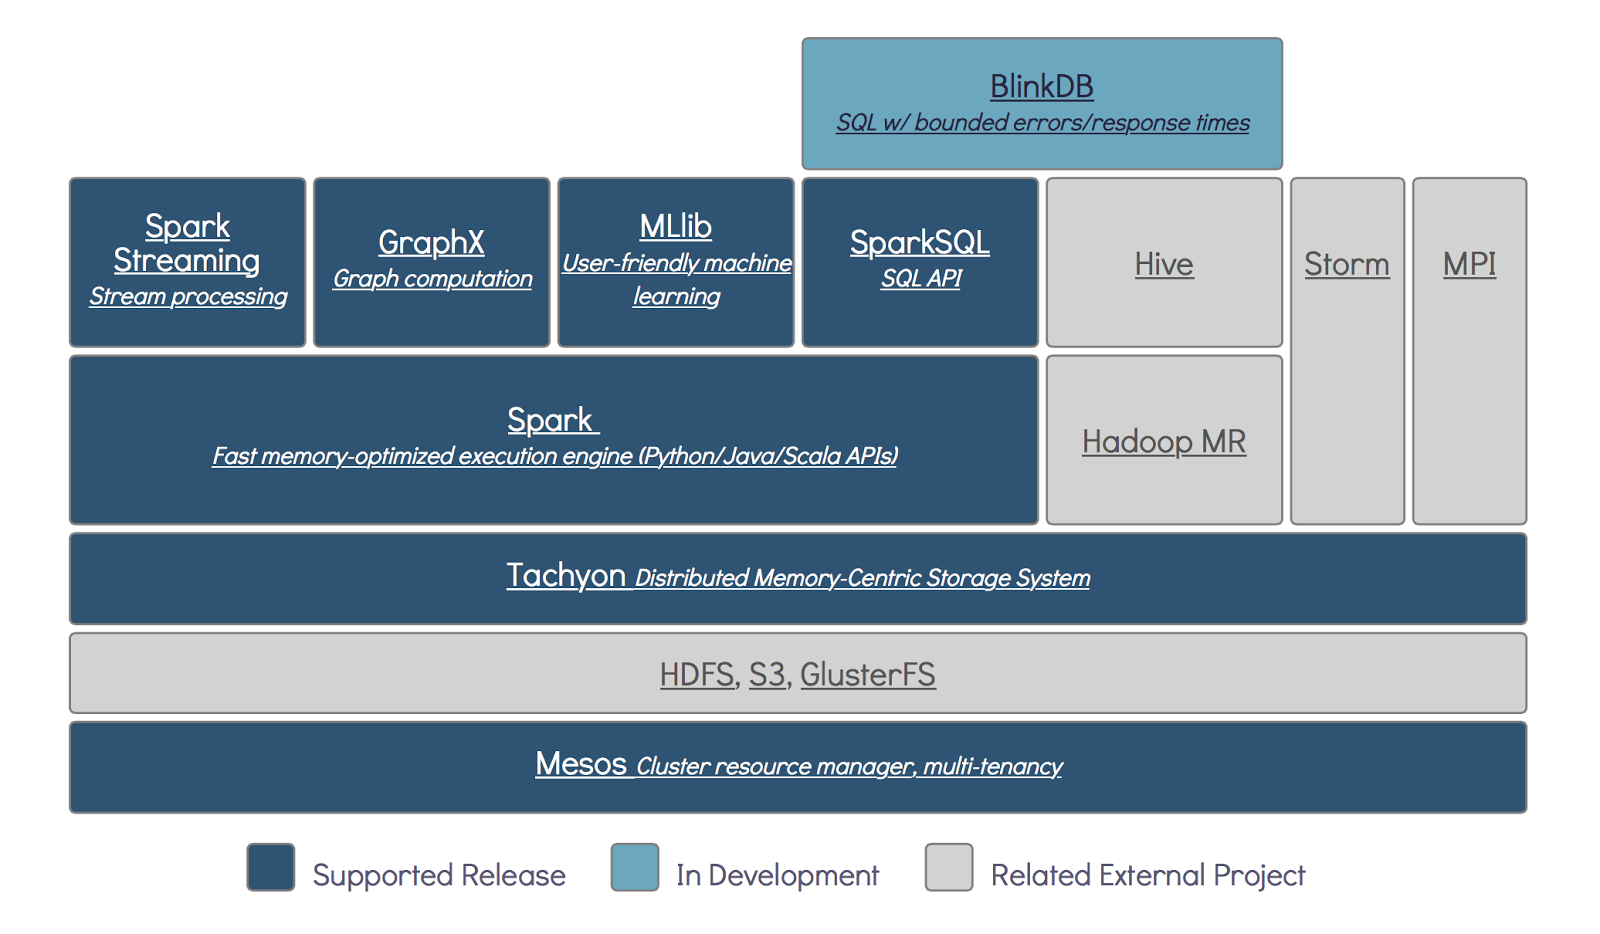 BlinkDB
SQL w/ bounded errors/response times
Spark
Streaming
Stream processing
GraphX
Graph computation
MLlib
User-friendly machine
learning
SparkSQL
SQL API
Hive
Storm
MPI
Spark
Fast memory-optimized execution engine (Python/Java/Scala APIs)
Hadoop MR
Tachyon Distributed Memory-Centric Storage System
HDFS, S3, GlusterFS
Mesos Cluster resource manager, multi-tenancy
Supported Release
In Development
Related External Project